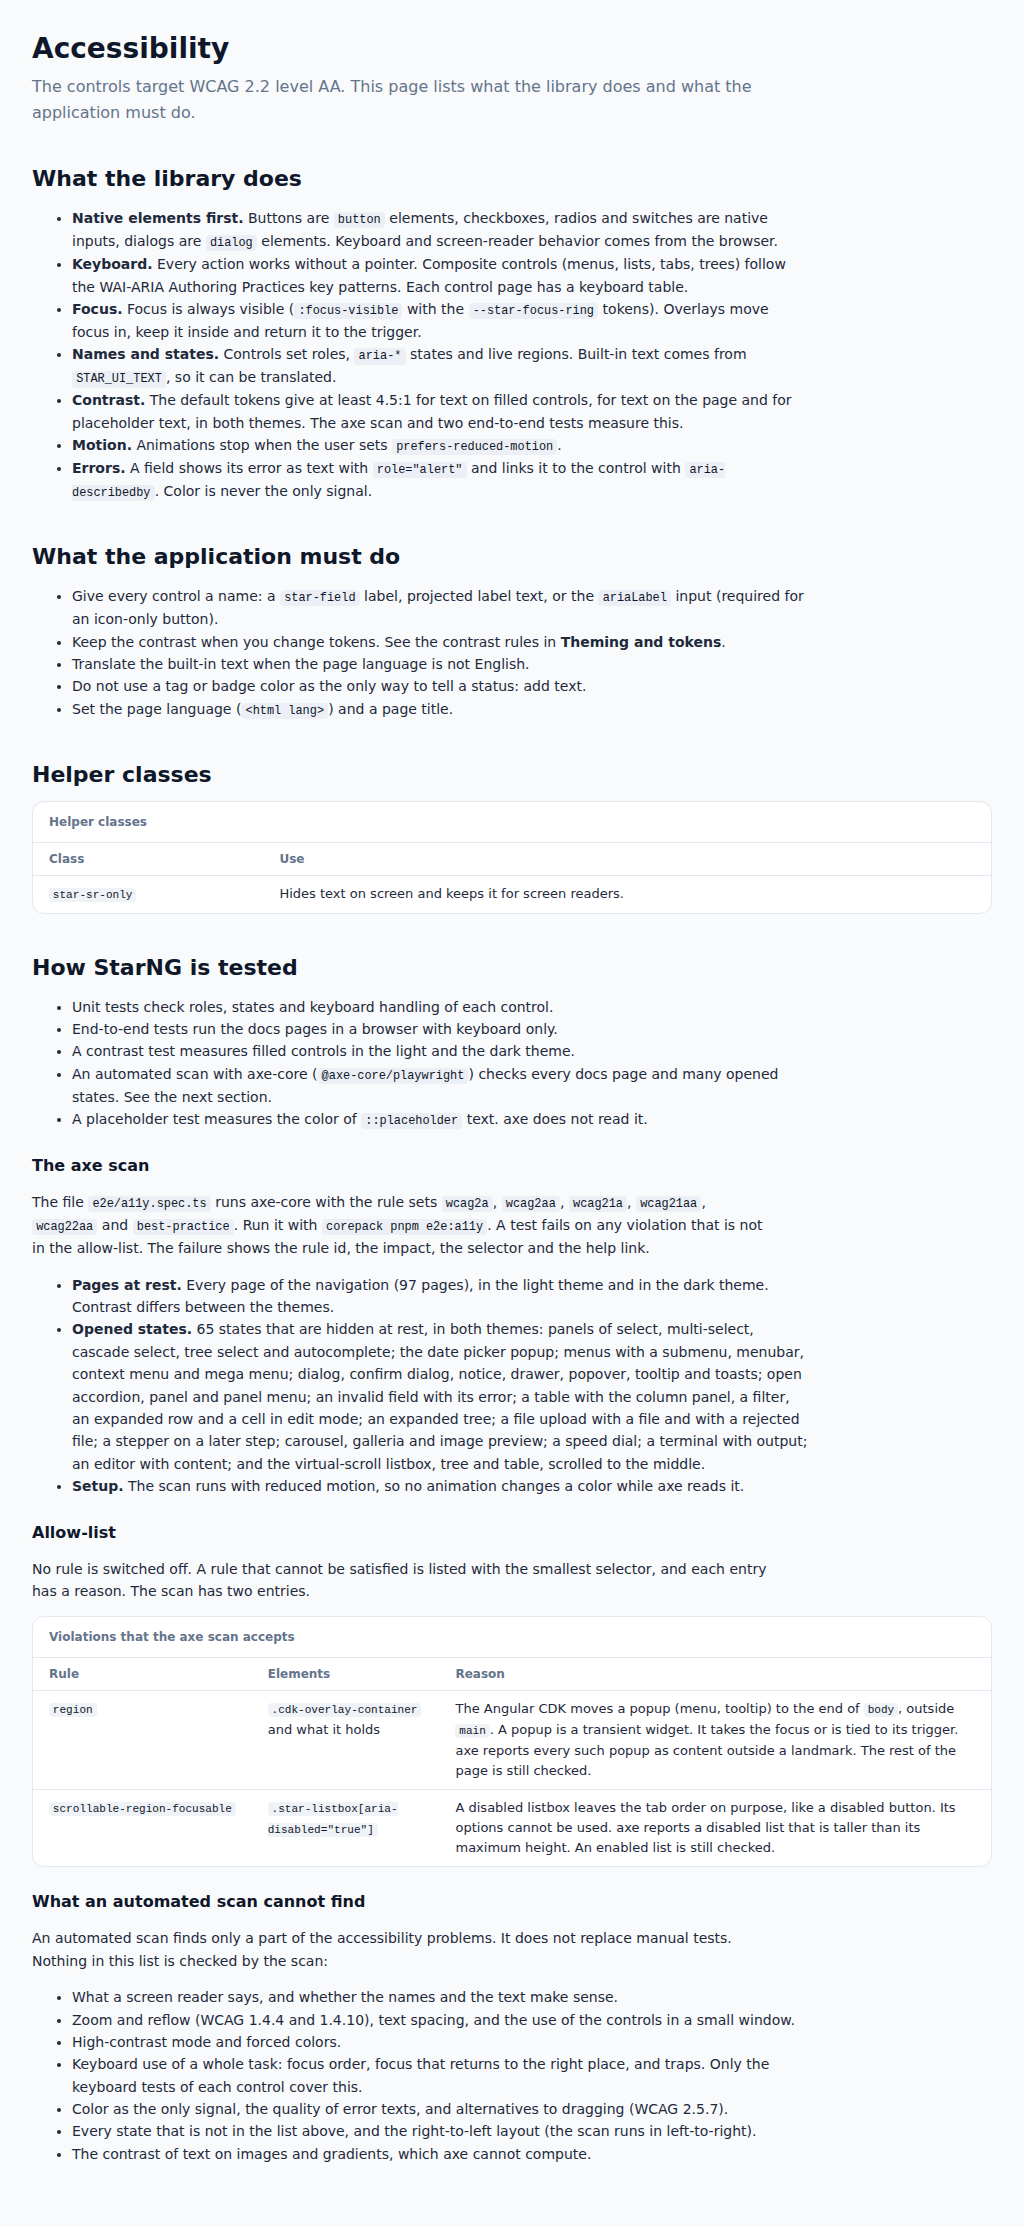 Accessibility
The controls target WCAG 2.2 level AA. This page lists what the library does and what the
application must do.
What the library does
• Native elements first. Buttons are button elements, checkboxes, radios and switches are native
inputs, dialogs are dialog elements. Keyboard and screen-reader behavior comes from the browser.
• Keyboard. Every action works without a pointer. Composite controls (menus, lists, tabs, trees) follow
the WAI-ARIA Authoring Practices key patterns. Each control page has a keyboard table.
• Focus. Focus is always visible ( :focus-visible with the --star-focus-ring tokens). Overlays move
focus in, keep it inside and return it to the trigger.
• Names and states. Controls set roles, aria-* states and live regions. Built-in text comes from
STAR_UI_TEXT , so it can be translated.
• Contrast. The default tokens give at least 4.5:1 for text on filled controls, for text on the page and for
placeholder text, in both themes. The axe scan and two end-to-end tests measure this.
• Motion. Animations stop when the user sets prefers-reduced-motion .
• Errors. A field shows its error as text with role="alert" and links it to the control with aria-
describedby . Color is never the only signal.
What the application must do
• Give every control a name: a star-field label, projected label text, or the ariaLabel input (required for
an icon-only button).
• Keep the contrast when you change tokens. See the contrast rules in Theming and tokens.
• Translate the built-in text when the page language is not English.
• Do not use a tag or badge color as the only way to tell a status: add text.
• Set the page language ( <html lang> ) and a page title.
Helper classes
Helper classes
Class Use
star-sr-only Hides text on screen and keeps it for screen readers.
How StarNG is tested
• Unit tests check roles, states and keyboard handling of each control.
• End-to-end tests run the docs pages in a browser with keyboard only.
• A contrast test measures filled controls in the light and the dark theme.
• An automated scan with axe-core ( @axe-core/playwright ) checks every docs page and many opened
states. See the next section.
• A placeholder test measures the color of ::placeholder text. axe does not read it.
The axe scan
The file e2e/a11y.spec.ts runs axe-core with the rule sets wcag2a , wcag2aa , wcag21a , wcag21aa ,
wcag22aa and best-practice . Run it with corepack pnpm e2e:a11y . A test fails on any violation that is not
in the allow-list. The failure shows the rule id, the impact, the selector and the help link.
• Pages at rest. Every page of the navigation (97 pages), in the light theme and in the dark theme.
Contrast differs between the themes.
• Opened states. 65 states that are hidden at rest, in both themes: panels of select, multi-select,
cascade select, tree select and autocomplete; the date picker popup; menus with a submenu, menubar,
context menu and mega menu; dialog, confirm dialog, notice, drawer, popover, tooltip and toasts; open
accordion, panel and panel menu; an invalid field with its error; a table with the column panel, a filter,
an expanded row and a cell in edit mode; an expanded tree; a file upload with a file and with a rejected
file; a stepper on a later step; carousel, galleria and image preview; a speed dial; a terminal with output;
an editor with content; and the virtual-scroll listbox, tree and table, scrolled to the middle.
• Setup. The scan runs with reduced motion, so no animation changes a color while axe reads it.
Allow-list
No rule is switched off. A rule that cannot be satisfied is listed with the smallest selector, and each entry
has a reason. The scan has two entries.
Violations that the axe scan accepts
Rule Elements Reason
region .cdk-overlay-container The Angular CDK moves a popup (menu, tooltip) to the end of body , outside
and what it holds main . A popup is a transient widget. It takes the focus or is tied to its trigger.
axe reports every such popup as content outside a landmark. The rest of the
page is still checked.
scrollable-region-focusable .star-listbox[aria- A disabled listbox leaves the tab order on purpose, like a disabled button. Its
disabled="true"] options cannot be used. axe reports a disabled list that is taller than its
maximum height. An enabled list is still checked.
What an automated scan cannot find
An automated scan finds only a part of the accessibility problems. It does not replace manual tests.
Nothing in this list is checked by the scan:
• What a screen reader says, and whether the names and the text make sense.
• Zoom and reflow (WCAG 1.4.4 and 1.4.10), text spacing, and the use of the controls in a small window.
• High-contrast mode and forced colors.
• Keyboard use of a whole task: focus order, focus that returns to the right place, and traps. Only the
keyboard tests of each control cover this.
• Color as the only signal, the quality of error texts, and alternatives to dragging (WCAG 2.5.7).
• Every state that is not in the list above, and the right-to-left layout (the scan runs in left-to-right).
• The contrast of text on images and gradients, which axe cannot compute.